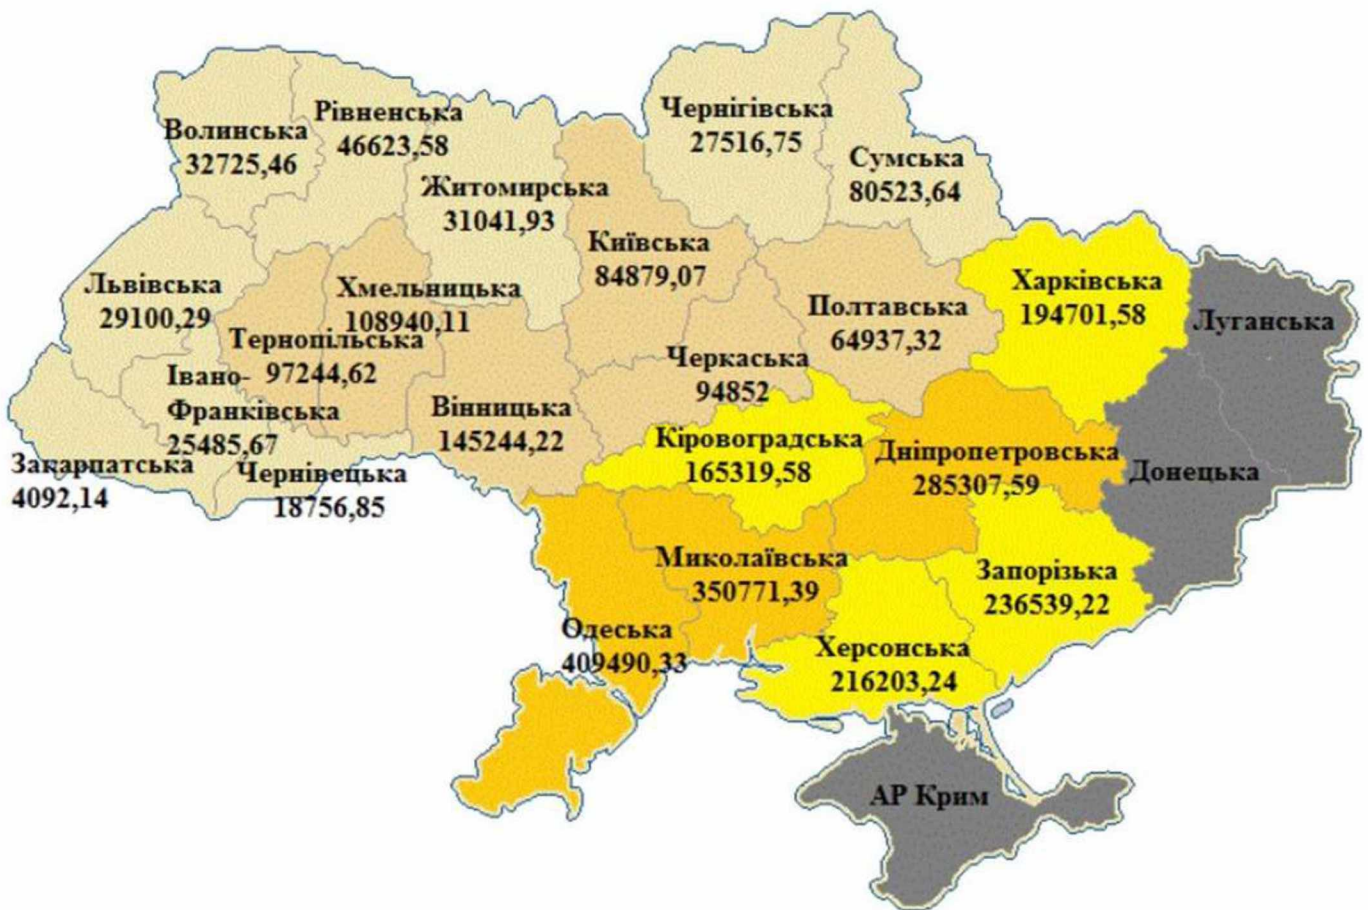 Волинська
32725,46
Рівненська
46623,58
Житомирська
31041,93
Чернігівська
27516,75
Сумська
80523,64
Київська
84879,07
Львівська
29100,29
Хмельницька
108940,11
Тернопільська
97244,62
Івано-
Франківська
25485,67
Закарпатська
4092,14
Чернівецька
18756,85
Вінницька
145244,22
Черкаська
94852
Полтавська
64937,32
Харківська
194701,58
Луганська
Донецька
Кіровоградська
165319,58
Дніпропетровська
285307,59
Миколаївська
350771,39
Запорізька
236539,22
Одеська
409490,33
Херсонська
216203,24
АР Крим